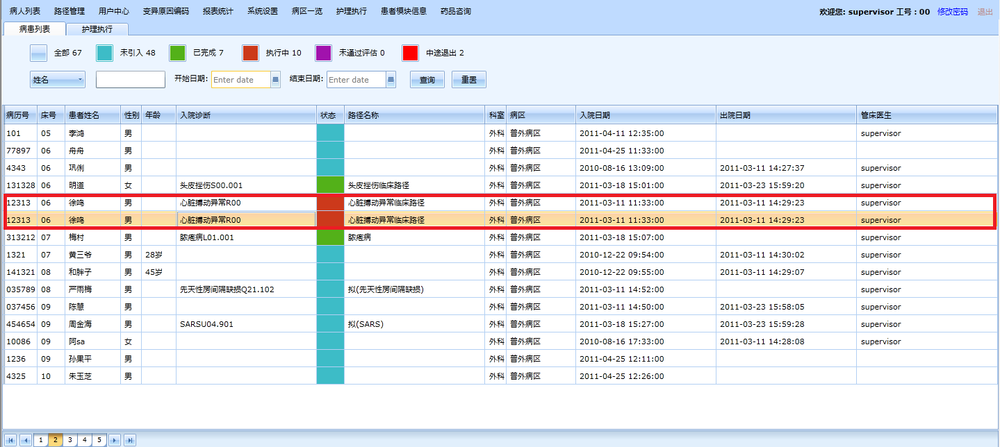 病人列表 路径管理 用户中心 变异原因编码 报表统计 系统设置 病区一览 护理执行 患者模块信息 药品咨询 欢迎您: supervisor 工号：00 修改密码 退出
病患列表 护理执行
全部 67 未引入 48 已完成 7 执行中 10 未通过评估 0 中途退出 2
姓名 开始日期: Enter date 结束日期: Enter date 查询 重置
病历号 床号 患者姓名 性别 年龄 入院诊断 状态 路径名称 科室 病区 入院日期 出院日期 管床医生
101 05 李鸿 男 外科 普外病区 2011-04-11 12:35:00 supervisor
77897 06 舟舟 男 外科 普外病区 2011-04-25 11:33:00
4343 06 巩俐 男 外科 普外病区 2010-08-16 13:09:00 2011-03-11 14:27:37 supervisor
131328 06 明道 女 头皮挫伤S00.001 头皮挫伤临床路径 外科 普外病区 2011-03-18 15:01:00 2011-03-23 15:59:20 supervisor
12313 06 徐鸣 男 心脏搏动异常R00 心脏搏动异常临床路径 外科 普外病区 2011-03-11 11:33:00 2011-03-11 14:29:23 supervisor
12313 06 徐鸣 男 心脏搏动异常R00 心脏搏动异常临床路径 外科 普外病区 2011-03-11 11:33:00 2011-03-11 14:29:23 supervisor
313212 07 梅村 男 脓疱病L01.001 脓疱病 外科 普外病区 2011-03-18 15:07:00 supervisor
1321 07 黄三爷 男 28岁 外科 普外病区 2010-12-22 09:54:00 2011-03-11 14:30:02 supervisor
141321 08 和胖子 男 45岁 外科 普外病区 2010-12-22 09:55:00 2011-03-11 14:29:07 supervisor
035789 08 严雨梅 男 先天性房间隔缺损Q21.102 拟(先天性房间隔缺损) 外科 普外病区 2011-03-11 14:52:00 supervisor
037456 09 陈慧 男 外科 普外病区 2011-03-11 14:50:00 2011-03-23 15:58:05 supervisor
454654 09 周金海 男 SARSU04.901 拟(SARS) 外科 普外病区 2011-03-18 15:27:00 2011-03-23 15:59:28 supervisor
10086 09 阿sa 女 外科 普外病区 2010-08-16 17:33:00 2011-03-11 14:28:08 supervisor
1236 09 孙果平 男 外科 普外病区 2011-04-25 12:11:00
4325 10 朱玉芝 男 外科 普外病区 2011-04-25 12:26:00
1 2 3 4 5